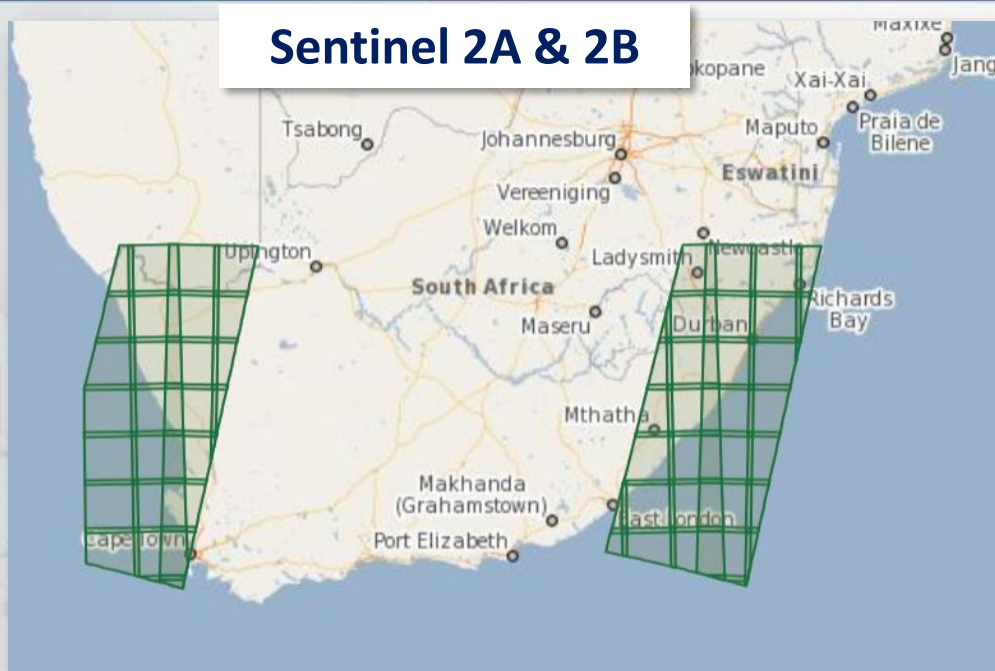 Sentinel 2A & 2B
Maxixe
Jang
okopane
Xai-Xai
Praia de
Bilene
Tsabong
Johannesburg
Maputo
Eswatini
Vereeniging
Welkom
Upington
Ladysmith
Newcastle
South Africa
Richards
Bay
Maseru
Durban
Mthatha
Makhanda
(Grahamstown)
East London
Cape Town
Port Elizabeth